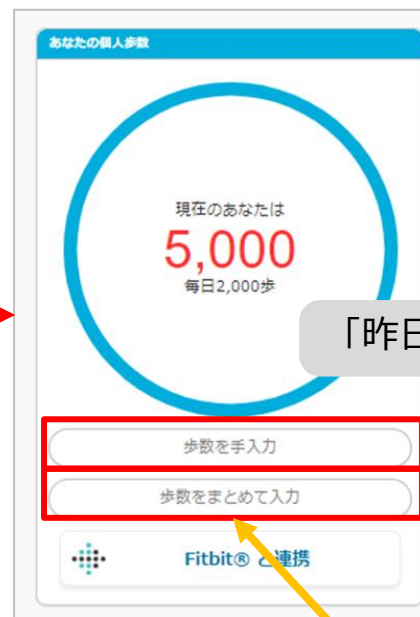 あなたの個人歩数
現在のあなたは
5,000
毎日2,000歩
「昨日
歩数を手入力
歩数をまとめて入力
Fitbit® と連携